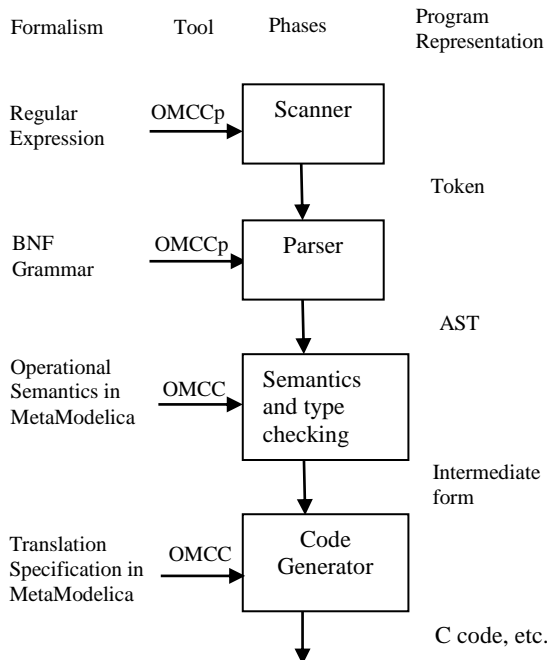 Formalism Tool Phases Program
Representation
Regular
Expression
OMCCp
Scanner
Token
BNF
Grammar
OMCCp
Parser
AST
Operational
Semantics in
MetaModelica
OMCC
Semantics
and type
checking
Intermediate
form
Translation
Specification in
MetaModelica
OMCC
Code
Generator
C code, etc.